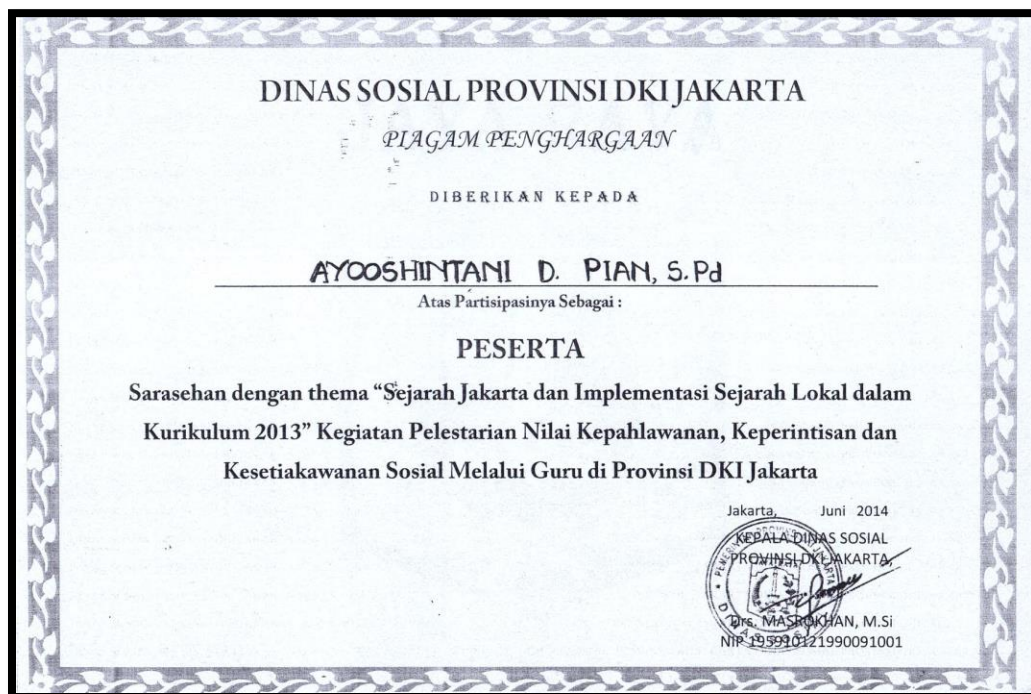 DINAS SOSIAL PROVINSI DKI JAKARTA
PIAGAM PENGHARGAAN
DIBERIKAN KEPADA
AYOOSHINTANI D. PIAN, S.Pd
Atas Partisipasinya Sebagai :
PESERTA
Sarasehan dengan thema “Sejarah Jakarta dan Implementasi Sejarah Lokal dalam
Kurikulum 2013” Kegiatan Pelestarian Nilai Kepahlawanan, Keperintisan dan
Kesetiakawanan Sosial Melalui Guru di Provinsi DKI Jakarta
Jakarta, Juni 2014
KEPALA DINAS SOSIAL
PROVINSI DKI JAKARTA,
Drs. MASROKHAN, M.Si
NIP